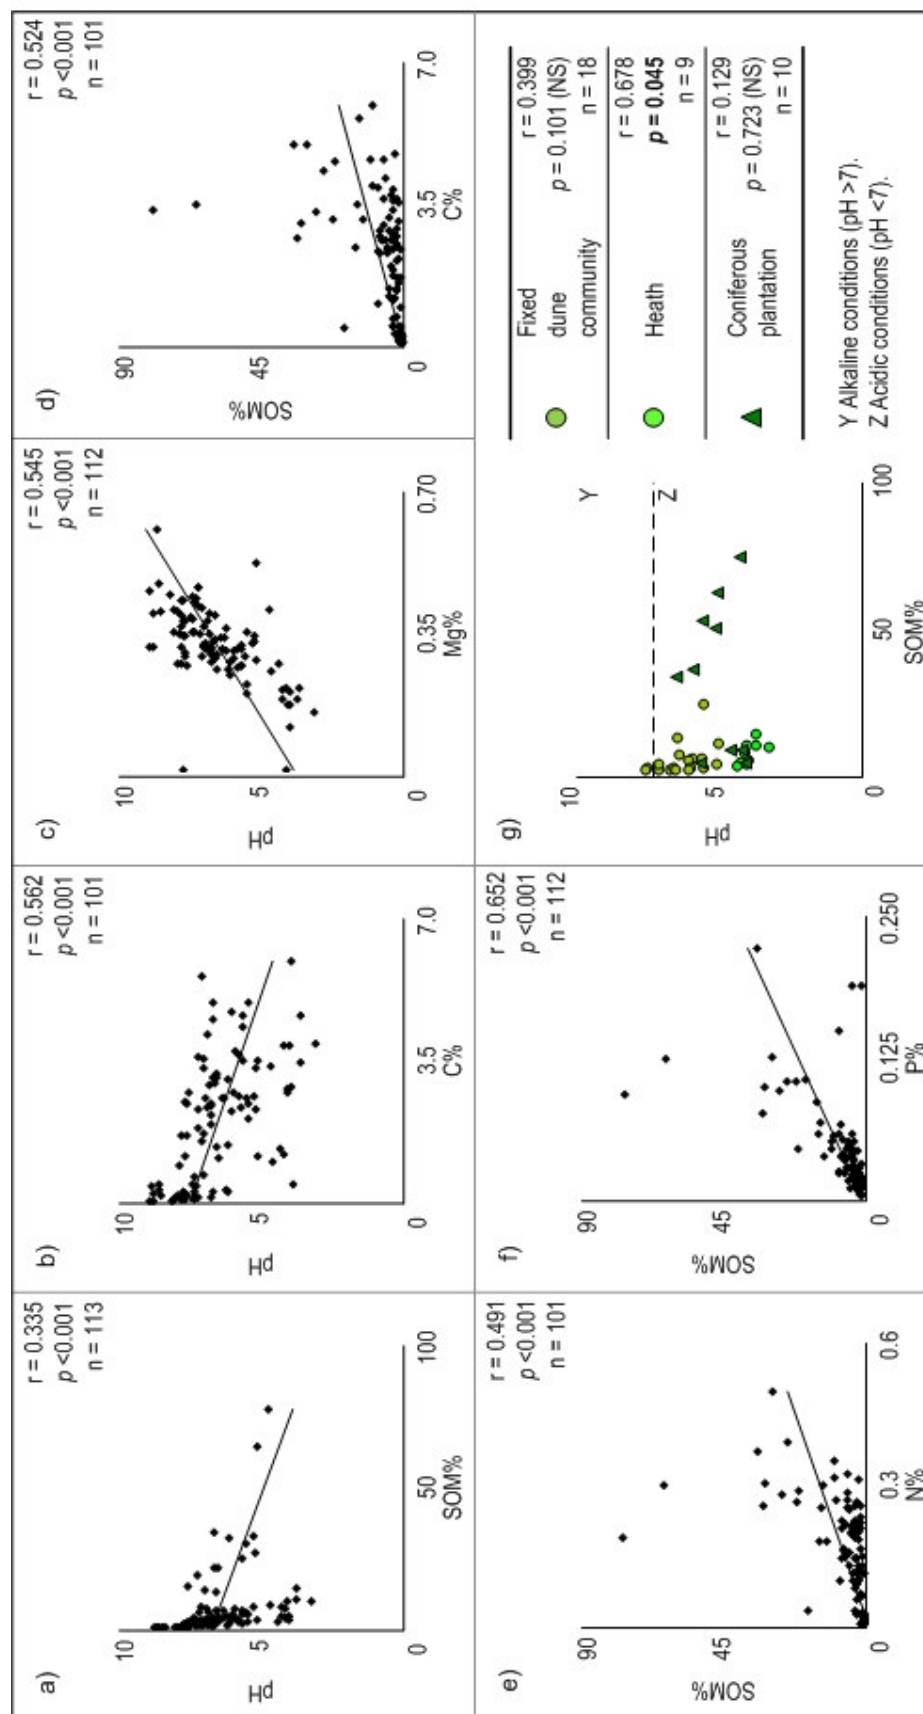 a)
r = 0.335
p <0.001
n = 113
10
5
0
pH
50
100
SOM%
b)
r = 0.562
p <0.001
n = 101
10
5
0
pH
3.5
7.0
C%
c)
r = 0.545
p <0.001
n = 112
10
5
0
pH
0.35
0.70
Mg%
d)
r = 0.524
p <0.001
n = 101
90
45
0
SOM%
3.5
7.0
C%
e)
r = 0.491
p <0.001
n = 101
90
45
0
SOM%
0.3
0.6
N%
f)
r = 0.652
p <0.001
n = 112
90
45
0
SOM%
0.125
0.250
P%
g)
10
5
0
pH
50
100
SOM%
Y
Z
Fixed
dune
community
r = 0.399
p = 0.101 (NS)
n = 18
Heath
r = 0.678
p = 0.045
n = 9
Coniferous
plantation
r = 0.129
p = 0.723 (NS)
n = 10
Y Alkaline conditions (pH >7).
Z Acidic conditions (pH <7).